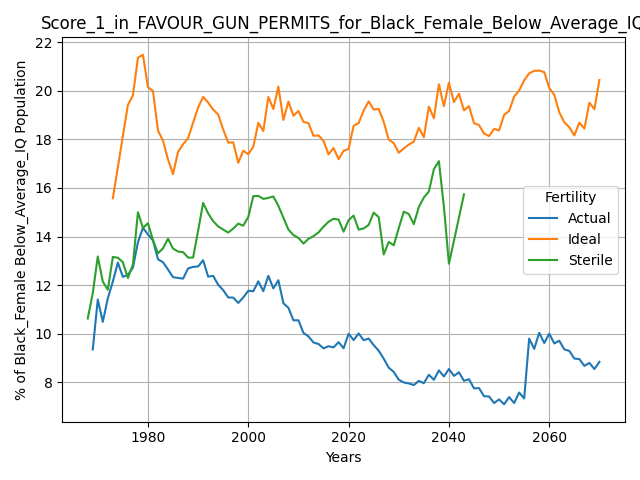 Score_1_in_FAVOUR_GUN_PERMITS_for_Black_Female_Below_Average_IQ
% of Black_Female Below_Average_IQ Population
22
20
18
16
14
12
10
8
Fertility
Actual
Ideal
Sterile
1980
2000
2020
2040
2060
Years